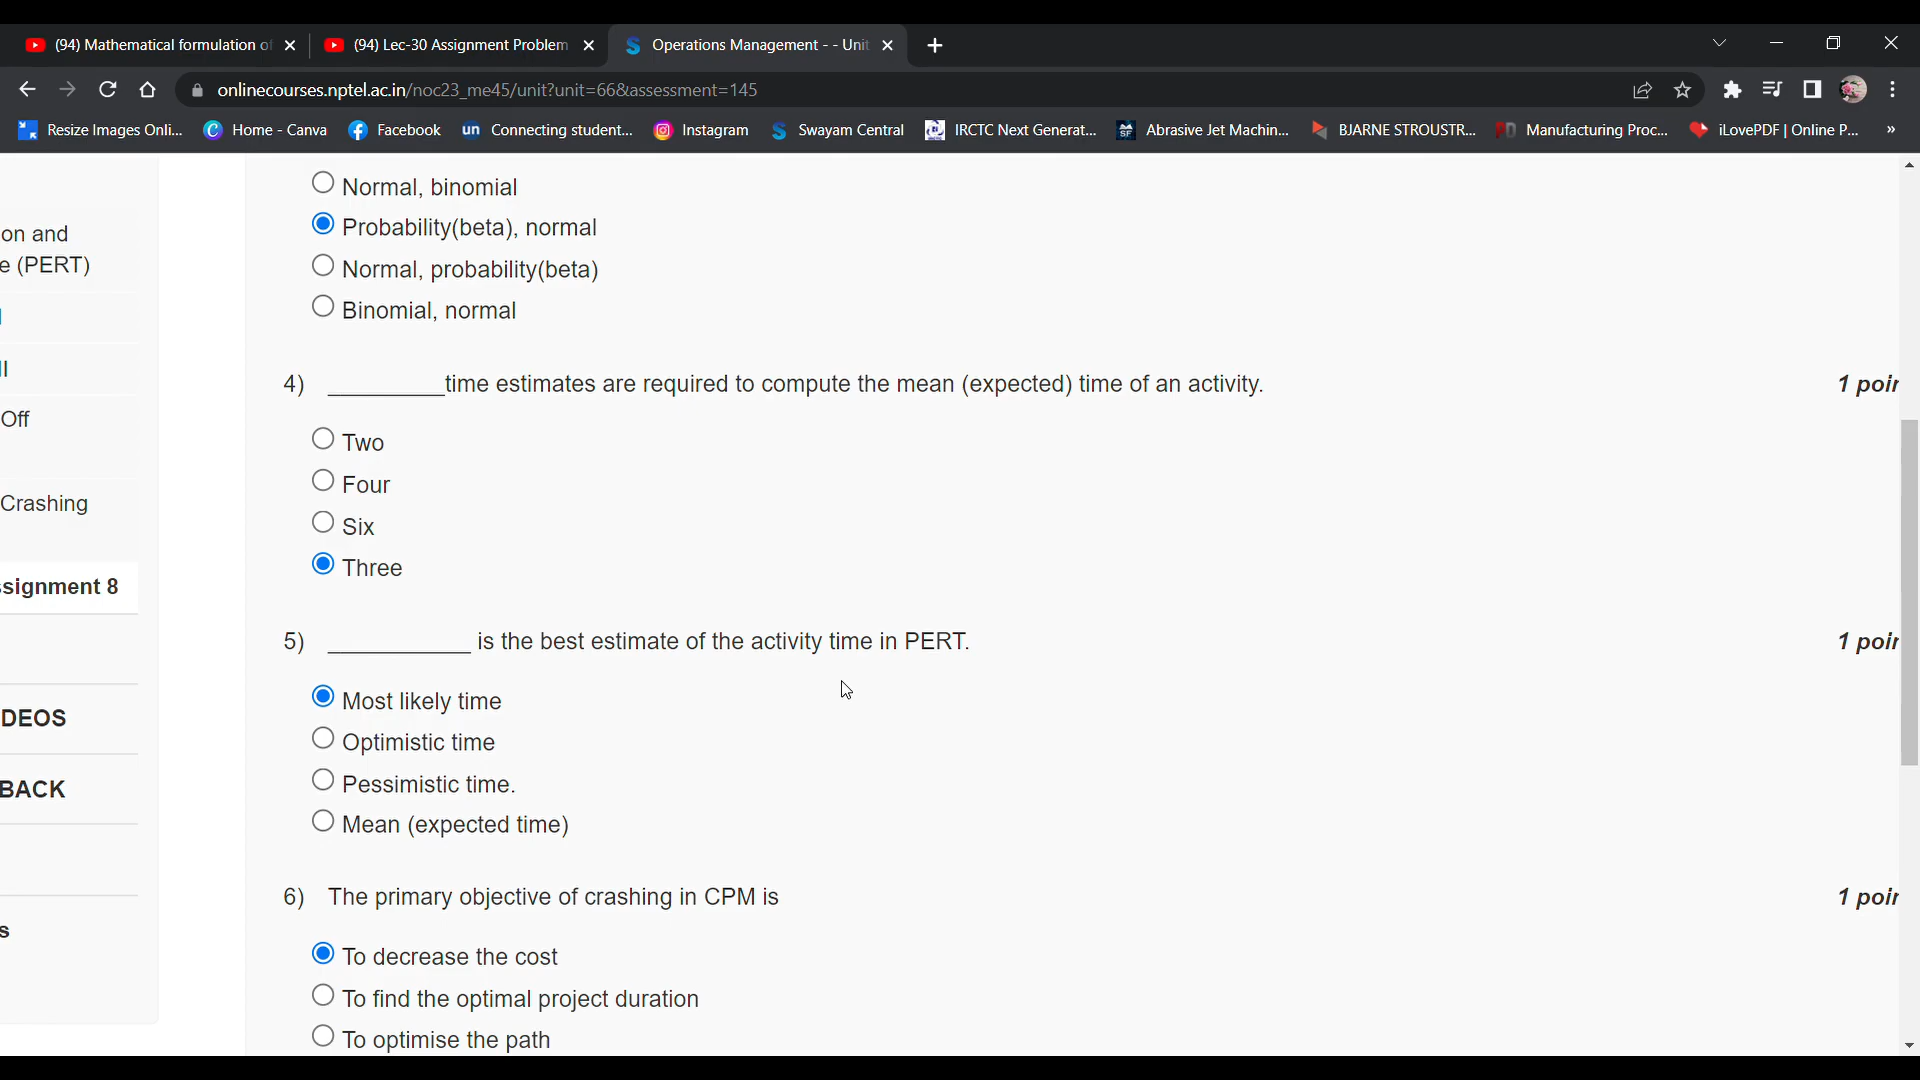 (94) Mathematical formulation of
(94) Lec-30 Assignment Problem
Operations Management - - Unit
onlinecourses.nptel.ac.in/noc23_me45/unit?unit=66&assessment=145
Resize Images Onli...
Home - Canva
Facebook
un Connecting student...
Instagram
Swayam Central
IRCTC Next Generat...
Abrasive Jet Machin...
BJARNE STROUSTR...
Manufacturing Proc...
iLovePDF | Online P...
»
on and
e (PERT)
Off
Crashing
ssignment 8
DEOS
BACK
s
Normal, binomial
Probability(beta), normal
Normal, probability(beta)
Binomial, normal
4) _________time estimates are required to compute the mean (expected) time of an activity.
1 poin
Two
Four
Six
Three
5) ___________ is the best estimate of the activity time in PERT.
1 poin
Most likely time
Optimistic time
Pessimistic time.
Mean (expected time)
6) The primary objective of crashing in CPM is
1 poin
To decrease the cost
To find the optimal project duration
To optimise the path